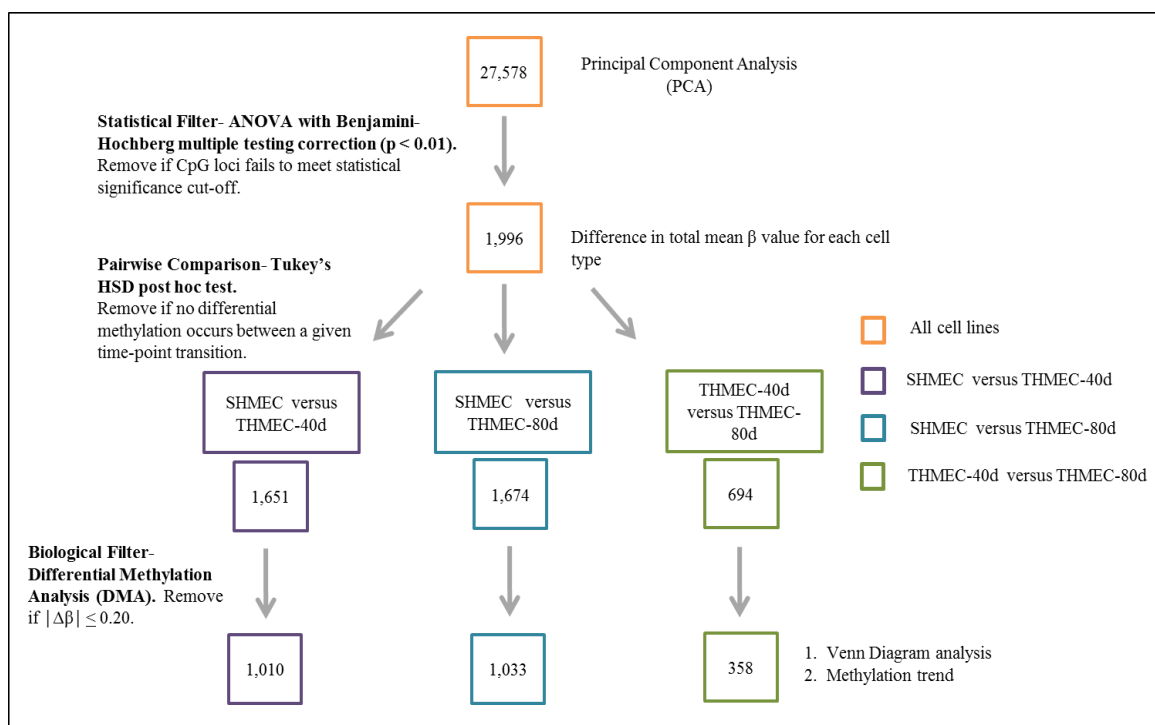 27,578
Principal Component Analysis
(PCA)
Statistical Filter- ANOVA with Benjamini-
Hochberg multiple testing correction (p < 0.01).
Remove if CpG loci fails to meet statistical
significance cut-off.
1,996
Difference in total mean β value for each cell
type
Pairwise Comparison- Tukey’s
HSD post hoc test.
Remove if no differential
methylation occurs between a given
time-point transition.
All cell lines
SHMEC versus THMEC-40d
SHMEC versus THMEC-80d
THMEC-40d versus THMEC-80d
SHMEC versus
THMEC-40d
SHMEC versus
THMEC-80d
THMEC-40d
versus THMEC-
80d
1,651
1,674
694
Biological Filter-
Differential Methylation
Analysis (DMA). Remove
if |Δβ| ≤ 0.20.
1,010
1,033
358
1. Venn Diagram analysis
2. Methylation trend